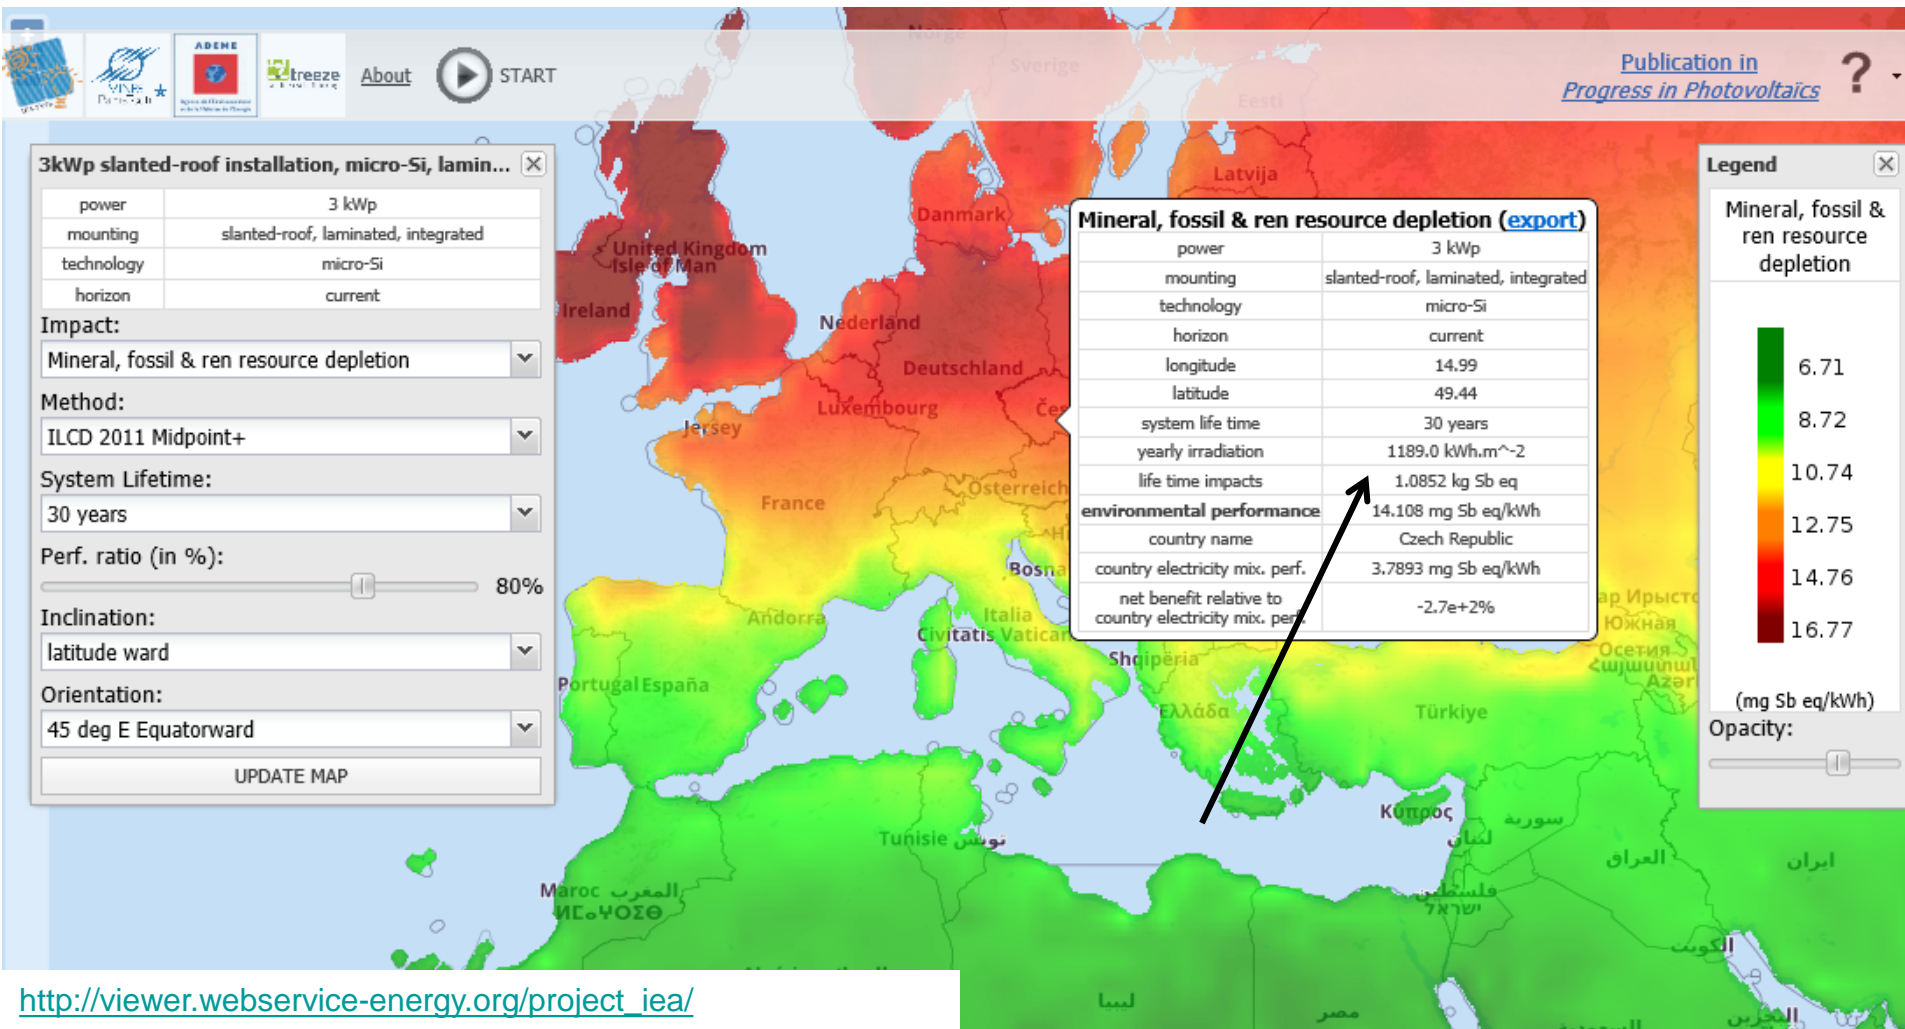 Norge
Sverige
Eesti
ADEME
treeze
About
START
Publication in
Progress in Photovoltaïcs
?
3kWp slanted-roof installation, micro-Si, lamin...
power 3 kWp
mounting slanted-roof, laminated, integrated
technology micro-Si
horizon current
Impact:
Mineral, fossil & ren resource depletion
Method:
ILCD 2011 Midpoint+
System Lifetime:
30 years
Perf. ratio (in %):
80%
Inclination:
latitude ward
Orientation:
45 deg E Equatorward
UPDATE MAP
Latvija
Danmark
United Kingdom
Isle of Man
Ireland
Nederland
Deutschland
Luxembourg
Čes
Jersey
France
Österreich
Bosna
Andorra
Italia
Civitatis Vatican
Portugal
España
Shqipëria
Ελλάδα
Türkiye
Κύπρος
سورية
لبنان
العراق
ايران
Tunisie تونس
Maroc المغرب
ⵍⵎⴰⵖⵔⵉⴱ
فلسطين
ישראל
الكويت
ليبيا
مصر
البحرين
Южная
Осетия
Mineral, fossil & ren resource depletion (export)
power 3 kWp
mounting slanted-roof, laminated, integrated
technology micro-Si
horizon current
longitude 14.99
latitude 49.44
system life time 30 years
yearly irradiation 1189.0 kWh.m^-2
life time impacts 1.0852 kg Sb eq
environmental performance 14.108 mg Sb eq/kWh
country name Czech Republic
country electricity mix. perf. 3.7893 mg Sb eq/kWh
net benefit relative to
country electricity mix. perf. -2.7e+2%
Legend
Mineral, fossil &
ren resource
depletion
6.71
8.72
10.74
12.75
14.76
16.77
(mg Sb eq/kWh)
Opacity:
http://viewer.webservice-energy.org/project_iea/